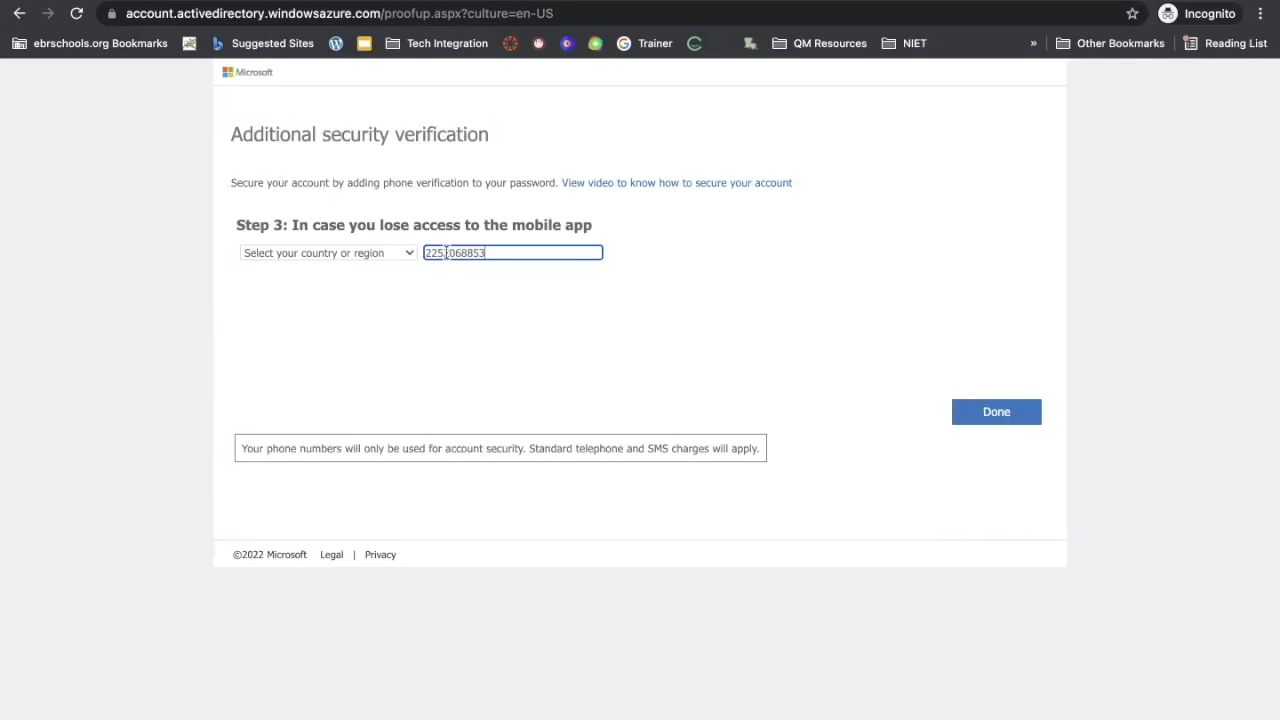 account.activedirectory.windowsazure.com/proofup.aspx?culture=en-US
Incognito
ebrschools.org Bookmarks
Suggested Sites
Tech Integration
Trainer
QM Resources
NIET
»
Other Bookmarks
Reading List
Microsoft
Additional security verification
Secure your account by adding phone verification to your password. View video to know how to secure your account
Step 3: In case you lose access to the mobile app
Select your country or region
©2022 Microsoft Legal | Privacy
Done
Your phone numbers will only be used for account security. Standard telephone and SMS charges will apply.